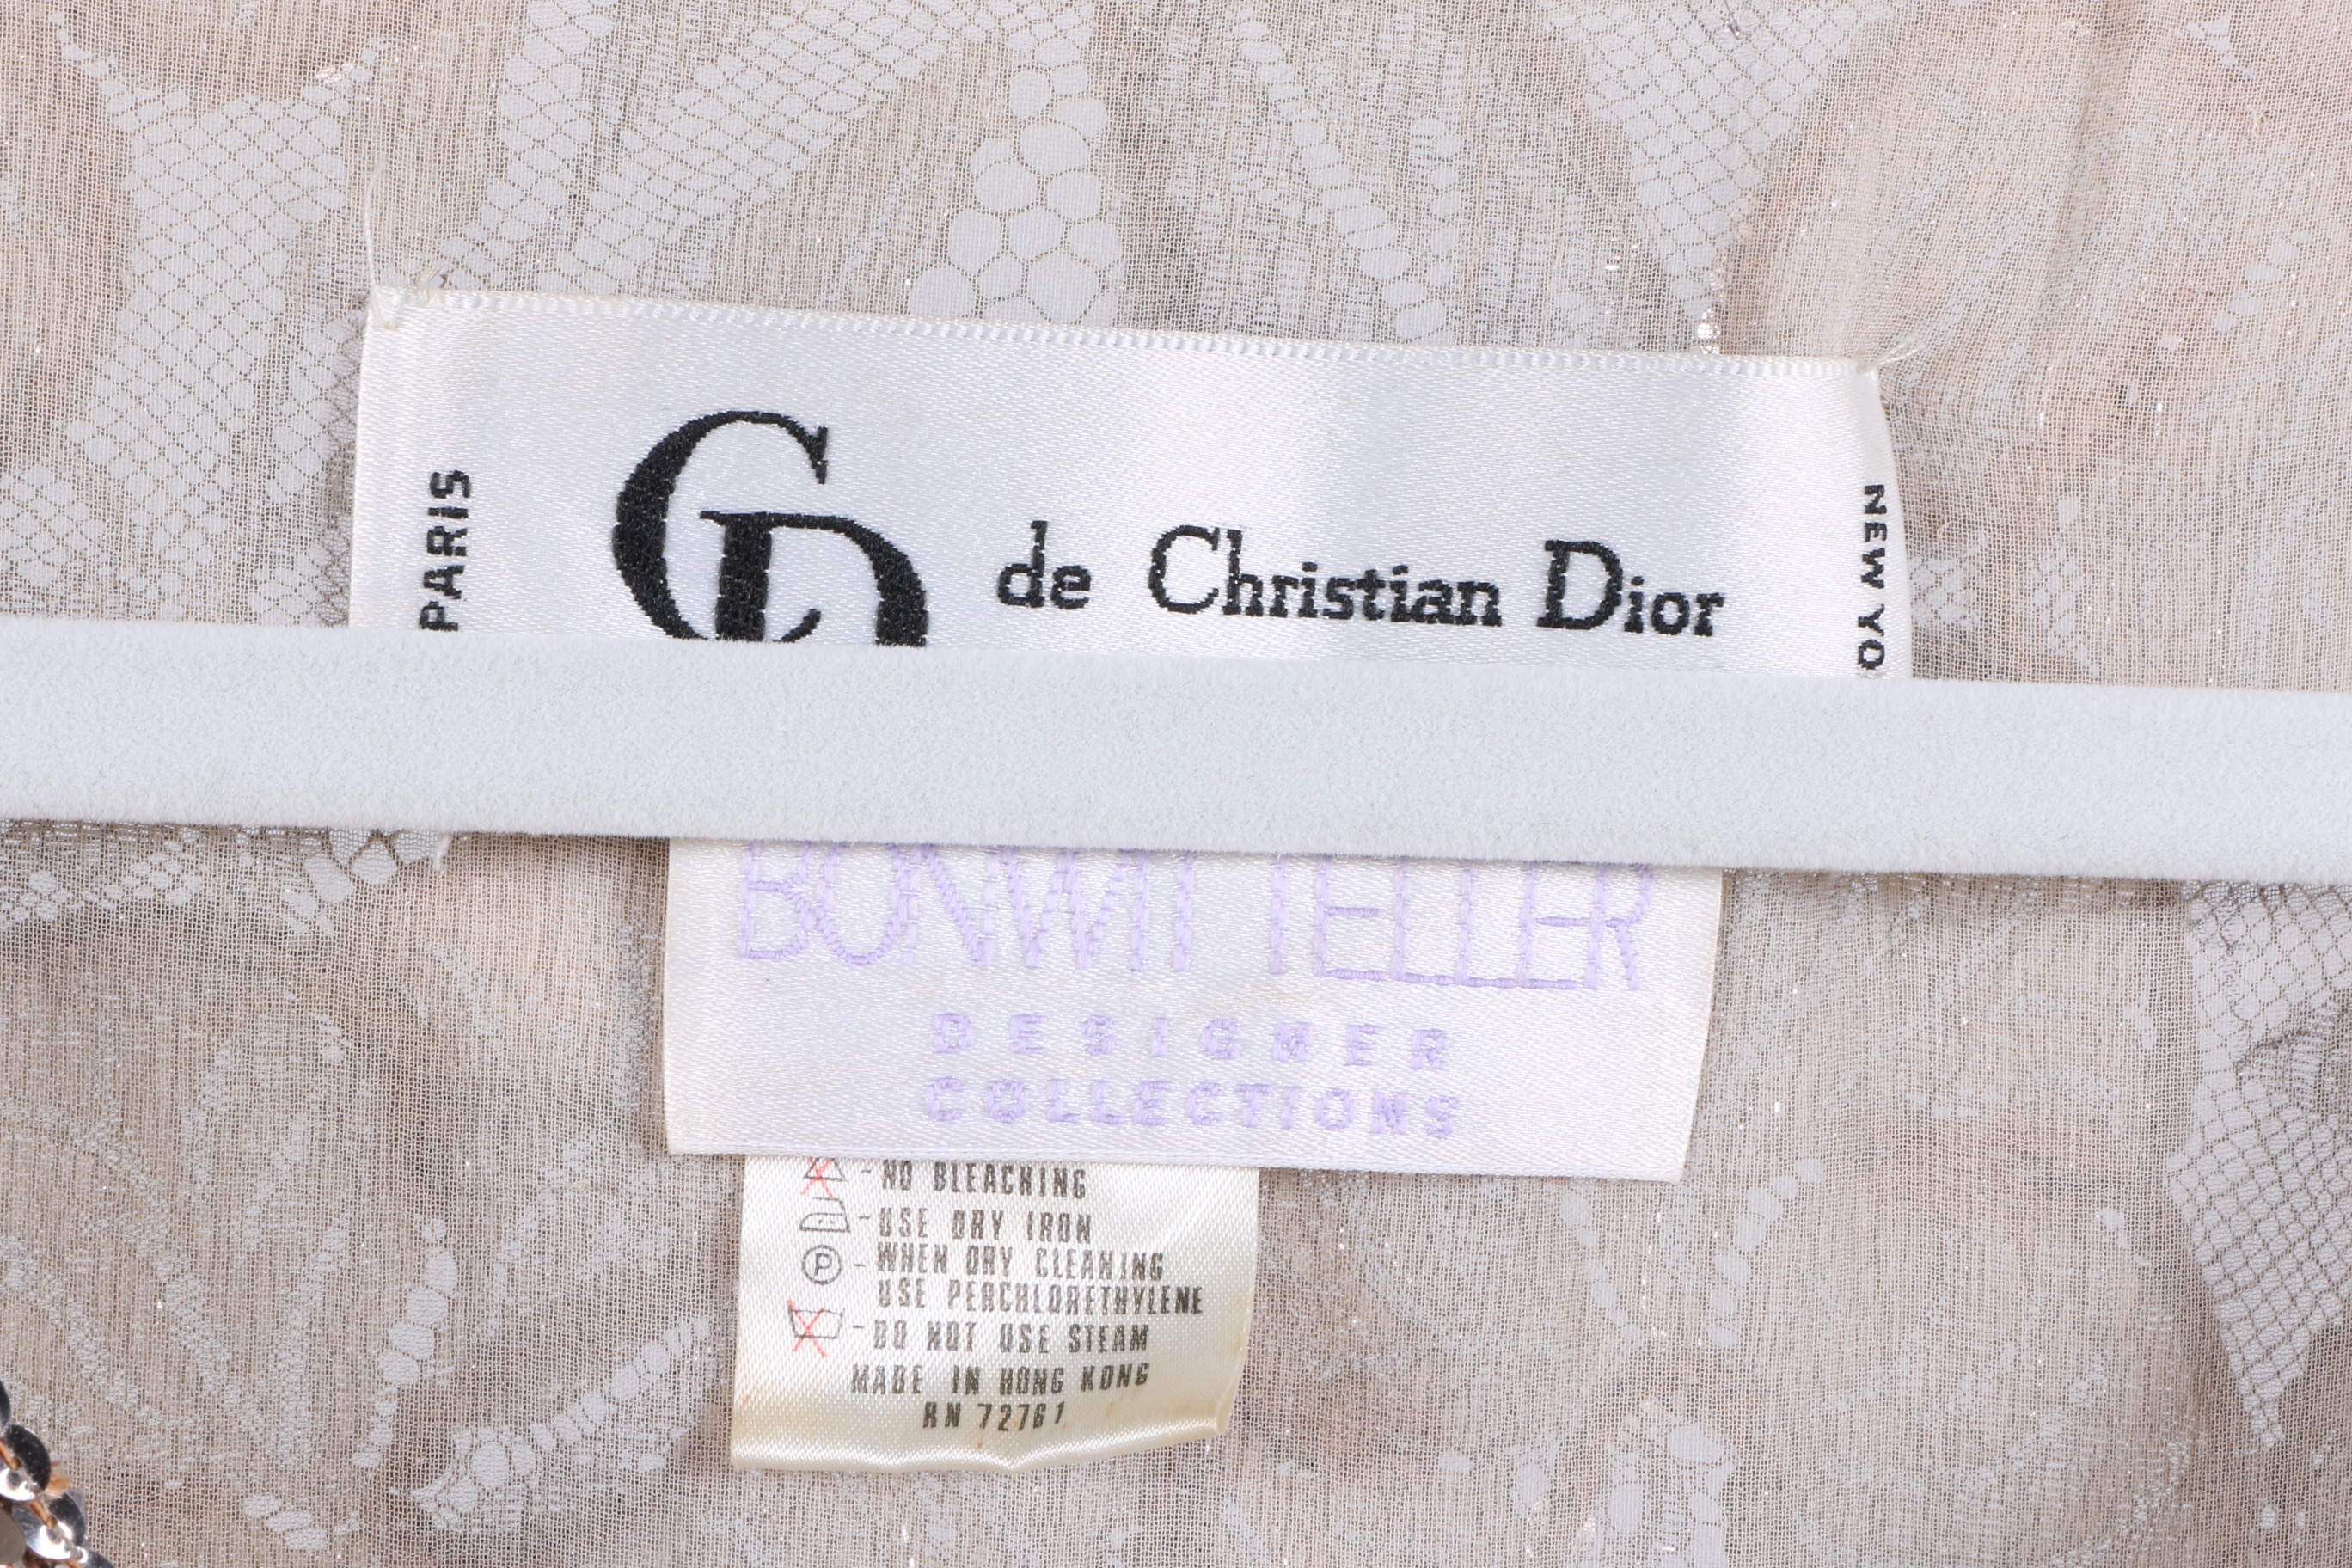 PARIS
CD de Christian Dior
NEW YO
BONWIT TELLER
DESIGNER
COLLECTIONS
- NO BLEACHING
- USE DRY IRON
P - WHEN DRY CLEANING
USE PERCHLORETHYLENE
- DO NOT USE STEAM
MADE IN HONG KONG
RN 72761